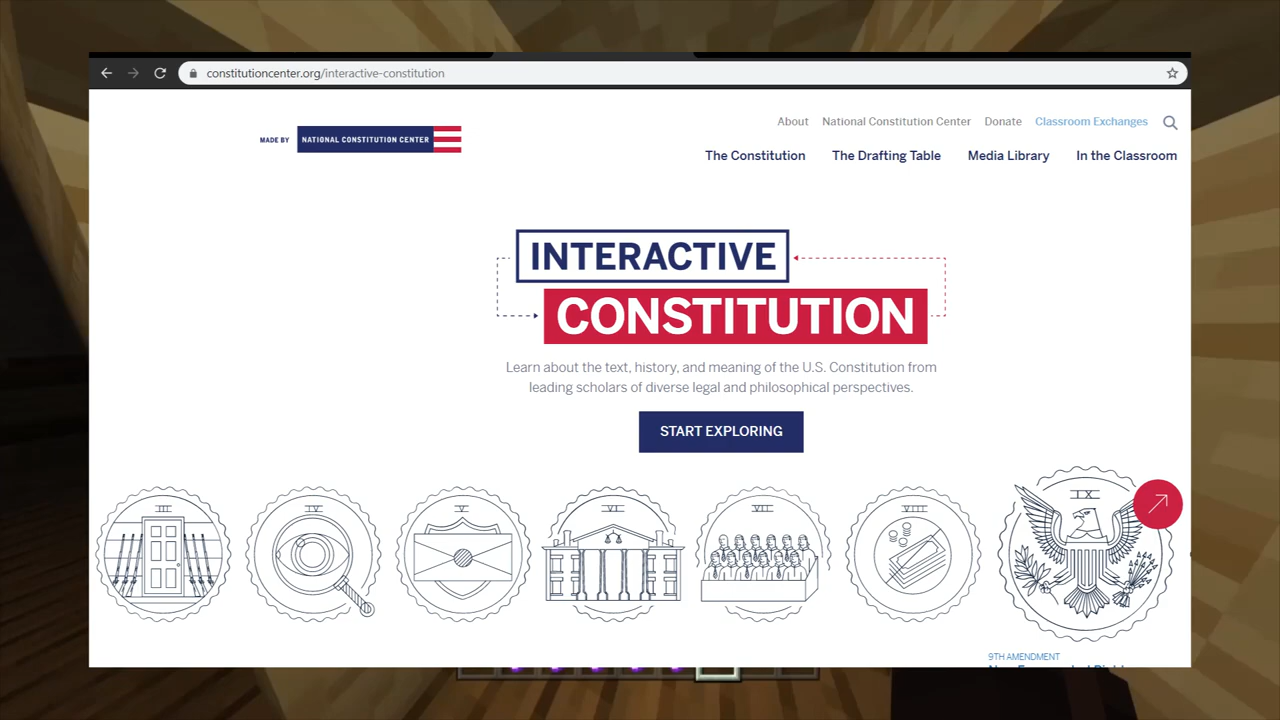 constitutioncenter.org/interactive-constitution
About National Constitution Center Donate Classroom Exchanges
MADE BY NATIONAL CONSTITUTION CENTER
The Constitution The Drafting Table Media Library In the Classroom
INTERACTIVE
CONSTITUTION
Learn about the text, history, and meaning of the U.S. Constitution from
leading scholars of diverse legal and philosophical perspectives.
START EXPLORING
III IV V VI VII VIII IX
9TH AMENDMENT